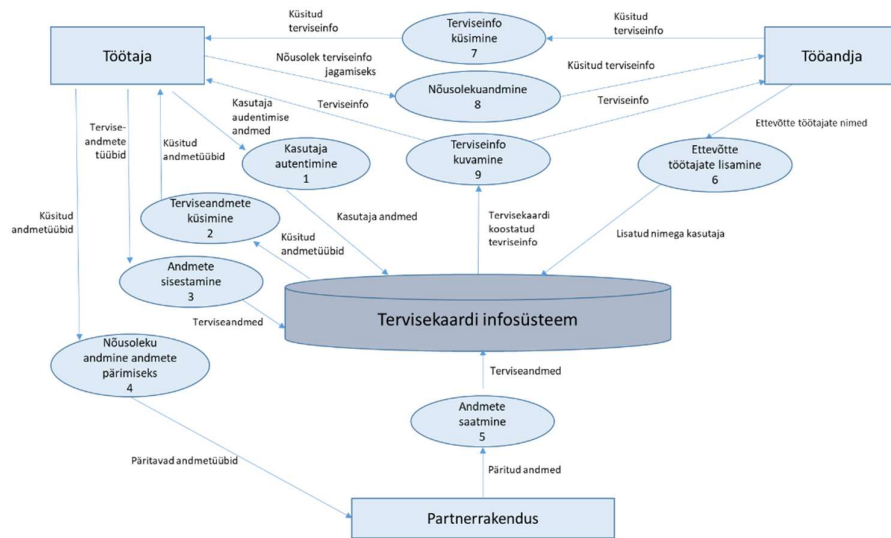 Küsitud
terviseinfo
Terviseinfo
küsimine
7
Küsitud
terviseinfo
Töötaja
Tööandja
Nõusolek terviseinfo
jagamiseks
Nõusolekuandmine
8
Küsitud terviseinfo
Terviseinfo
Terviseinfo
Kasutaja
audentimise
andmed
Ettevõtte töötajate nimed
Tervise-
andmete
tüübid
Küsitud
andmetüübid
Kasutaja
autentimine
1
Terviseinfo
kuvamine
9
Ettevõtte
töötajate lisamine
6
Küsitud
andmetüübid
Terviseandmete
küsimine
2
Kasutaja andmed
Tervisekaardi
koostatud
tevriseinfo
Lisatud nimega kasutaja
Küsitud
andmetüübid
Andmete
sisestamine
3
Terviseandmed
Tervisekaardi infosüsteem
Nõusoleku
andmine andmete
pärimiseks
4
Terviseandmed
Andmete
saatmine
5
Päritavad andmetüübid
Päritud andmed
Partnerrakendus